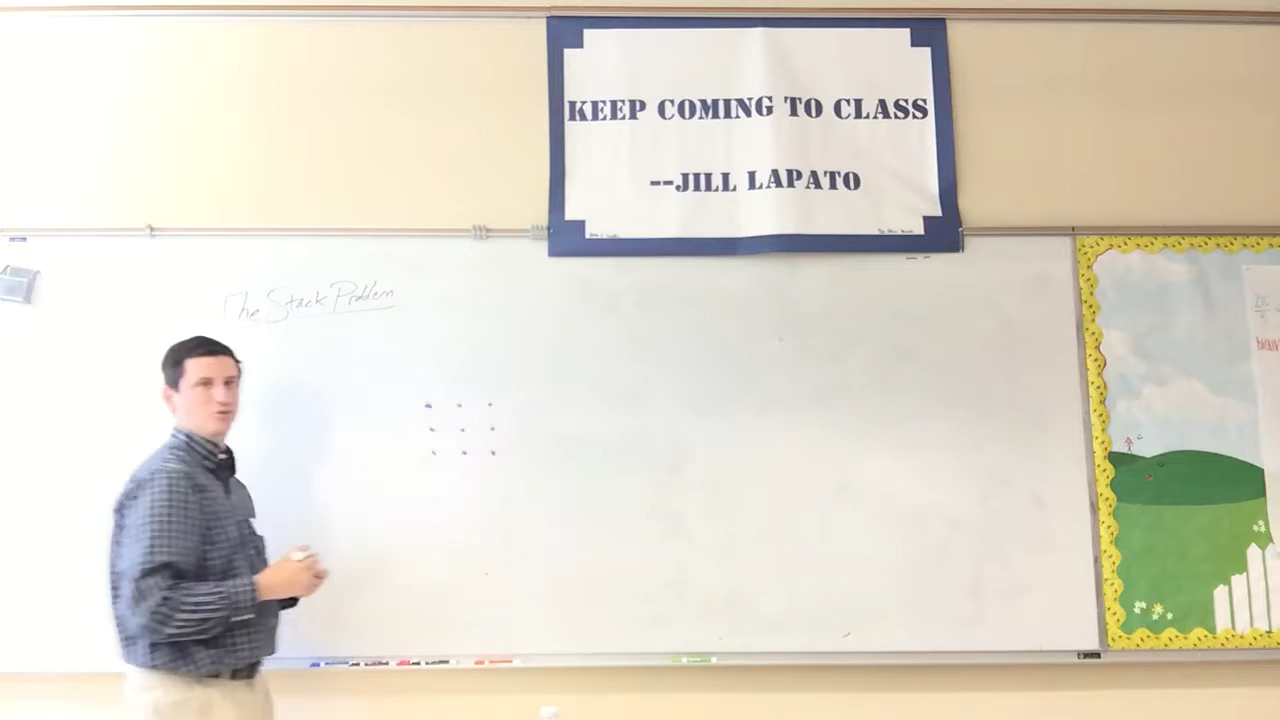 KEEP COMING TO CLASS
--JILL LAPATO
The Stack Problem